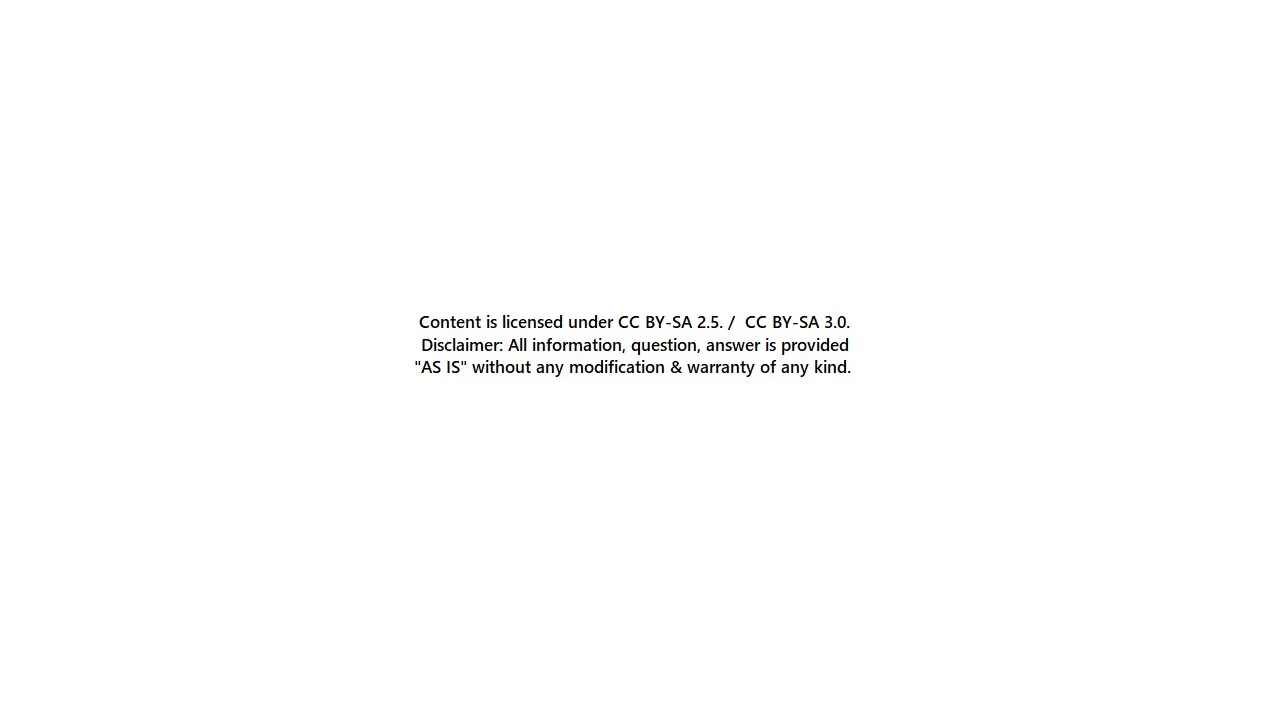 Content is licensed under CC BY-SA 2.5. /  CC BY-SA 3.0.
Disclaimer: All information, question, answer is provided
"AS IS" without any modification & warranty of any kind.